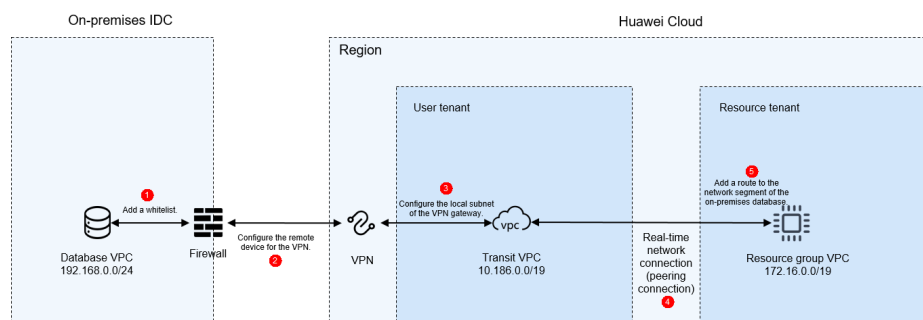 On-premises IDC
Huawei Cloud
Region
User tenant
Resource tenant
1
Add a whitelist.
3
Configure the local subnet
of the VPN gateway.
5
Add a route to the
network segment of the
on-premises database.
vpc
Configure the remote
device for the VPN.
2
Database VPC
192.168.0.0/24
Firewall
VPN
Transit VPC
10.186.0.0/19
Real-time
network
connection
(peering
connection)
4
Resource group VPC
172.16.0.0/19